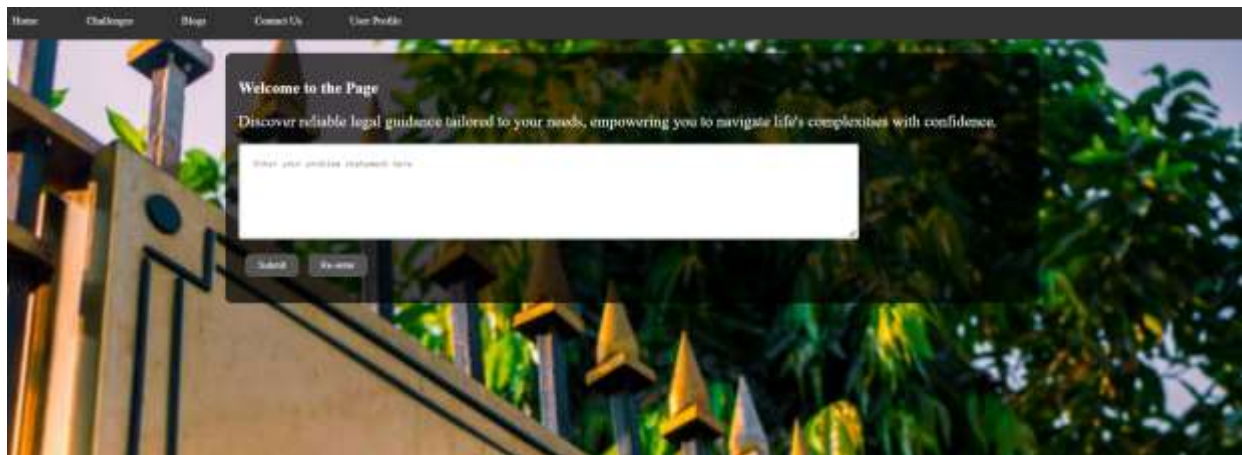 Home Challenges Blogs Contact Us User Profile
Welcome to the Page
Discover reliable legal guidance tailored to your needs, empowering you to navigate life's complexities with confidence.
Enter your problem statement here
Submit Re-enter